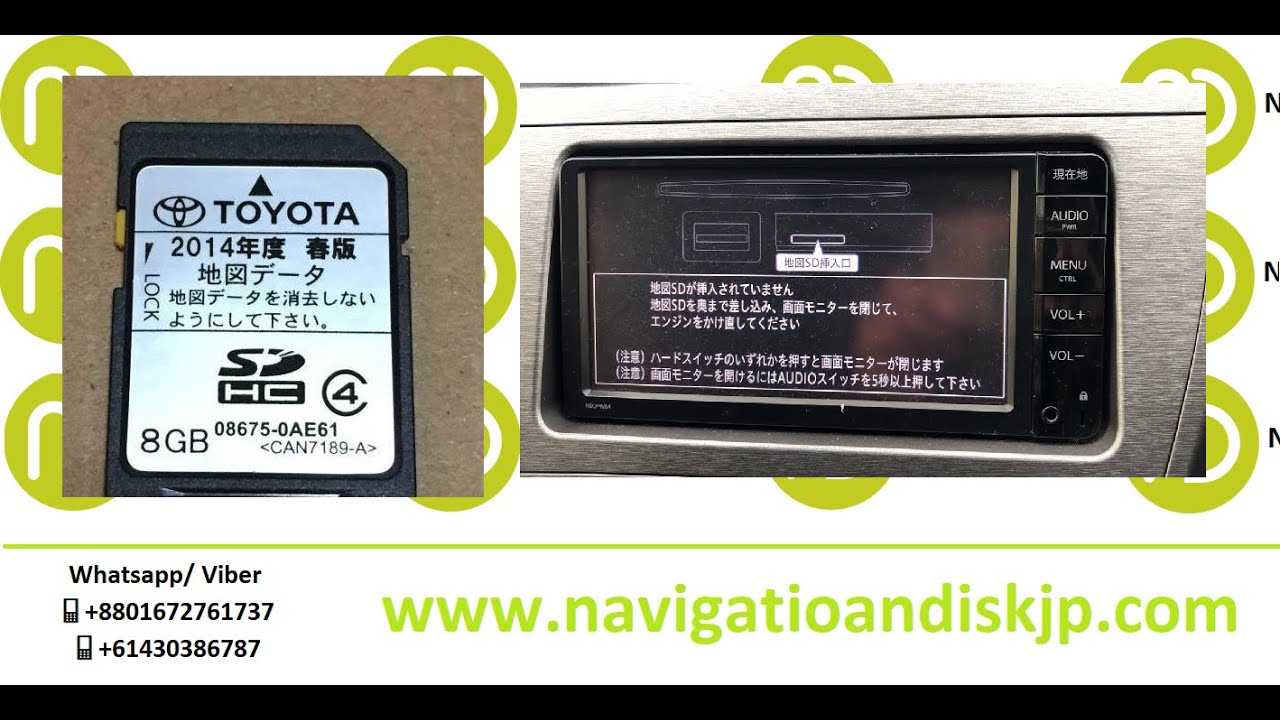 TOYOTA
2014年度 春版
地図データ
地図データを消去しない
ようにして下さい。
LOCK
SD
HC
4
8GB
08675-0AE61
<CAN7189-A>
地図SD挿入口
地図SDが挿入されていません
地図SDを奥まで差し込み、画面モニターを閉じて、
エンジンをかけ直してください
(注意) ハードスイッチのいずれかを押すと画面モニターが閉じます
(注意) 画面モニターを開けるにはAUDIOスイッチを5秒以上押して下さい
現在地
AUDIO
PWR
MENU
CTRL
VOL+
VOL−
N
N
N
Whatsapp/ Viber
+8801672761737
+61430386787
www.navigatioandiskjp.com